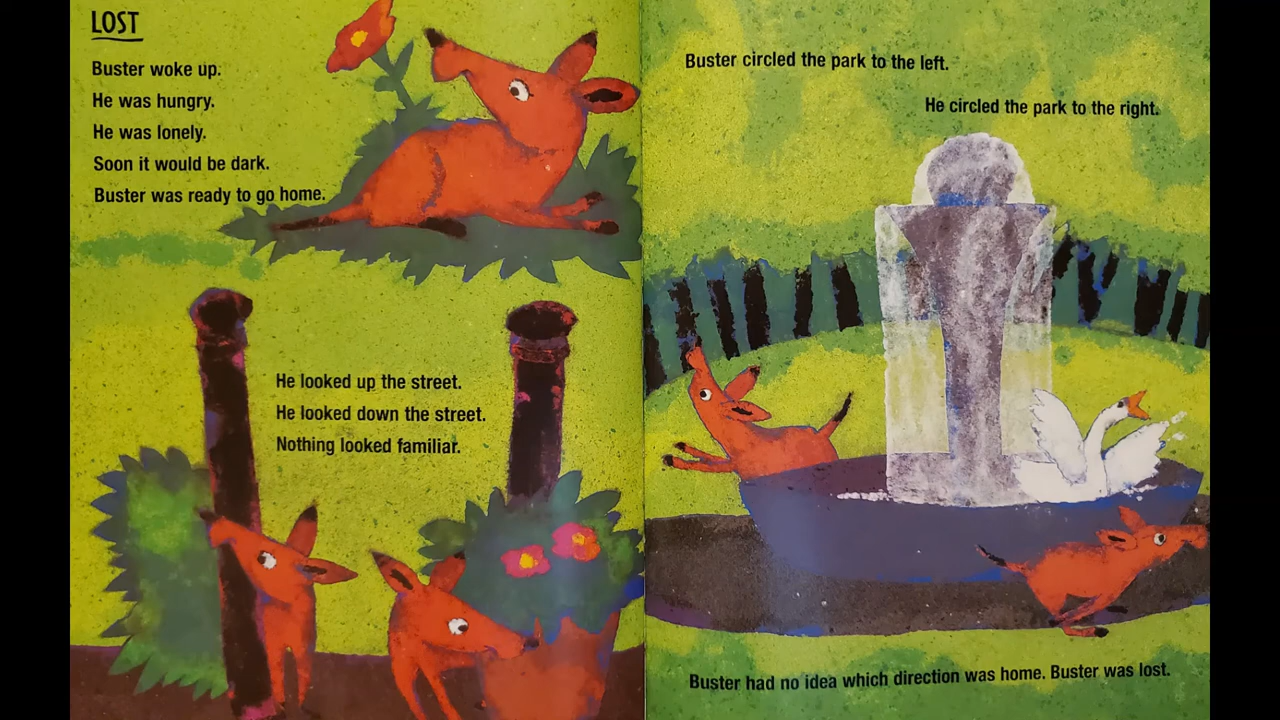 LOST
Buster woke up.
He was hungry.
He was lonely.
Soon it would be dark.
Buster was ready to go home.
He looked up the street.
He looked down the street.
Nothing looked familiar.
Buster circled the park to the left.
He circled the park to the right.
Buster had no idea which direction was home. Buster was lost.